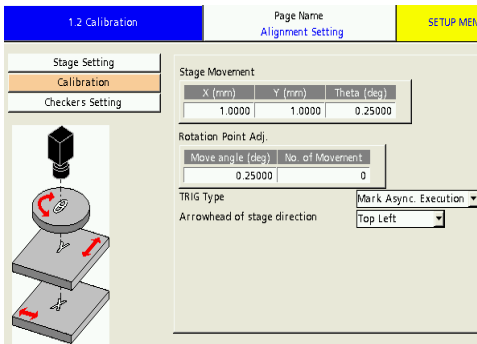 1.2 Calibration
Page Name
Alignment Setting
SETUP MEN
Stage Setting
Calibration
Checkers Setting
Stage Movement
X (mm) Y (mm) Theta (deg)
1.0000 1.0000 0.25000
Rotation Point Adj.
Move angle (deg) No. of Movement
0.25000 0
TRIG Type Mark Async. Execution
Arrowhead of stage direction Top Left
θ
Y
X